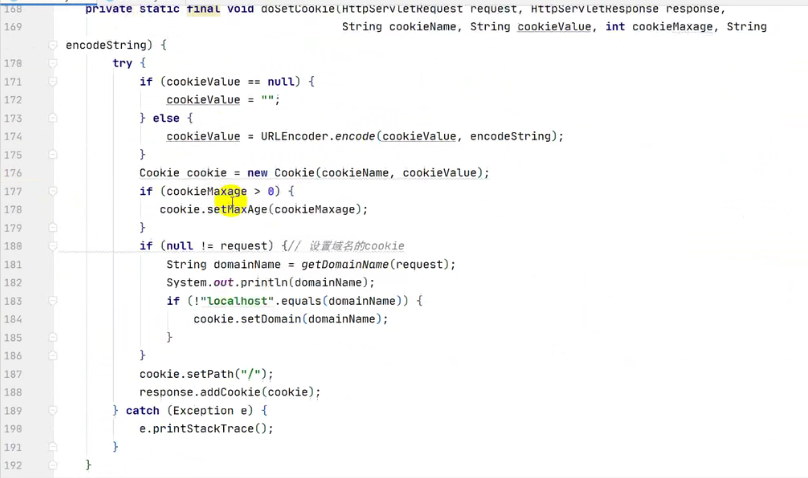 168 private static final void doSetCookie(HttpServletRequest request, HttpServletResponse response,
169 String cookieName, String cookieValue, int cookieMaxage, String
encodeString) {
170 try {
171 if (cookieValue == null) {
172 cookieValue = "";
173 } else {
174 cookieValue = URLEncoder.encode(cookieValue, encodeString);
175 }
176 Cookie cookie = new Cookie(cookieName, cookieValue);
177 if (cookieMaxage > 0) {
178 cookie.setMaxAge(cookieMaxage);
179 }
180 if (null != request) {// 设置域名的cookie
181 String domainName = getDomainName(request);
182 System.out.println(domainName);
183 if (!"localhost".equals(domainName)) {
184 cookie.setDomain(domainName);
185 }
186 }
187 cookie.setPath("/");
188 response.addCookie(cookie);
189 } catch (Exception e) {
190 e.printStackTrace();
191 }
192 }